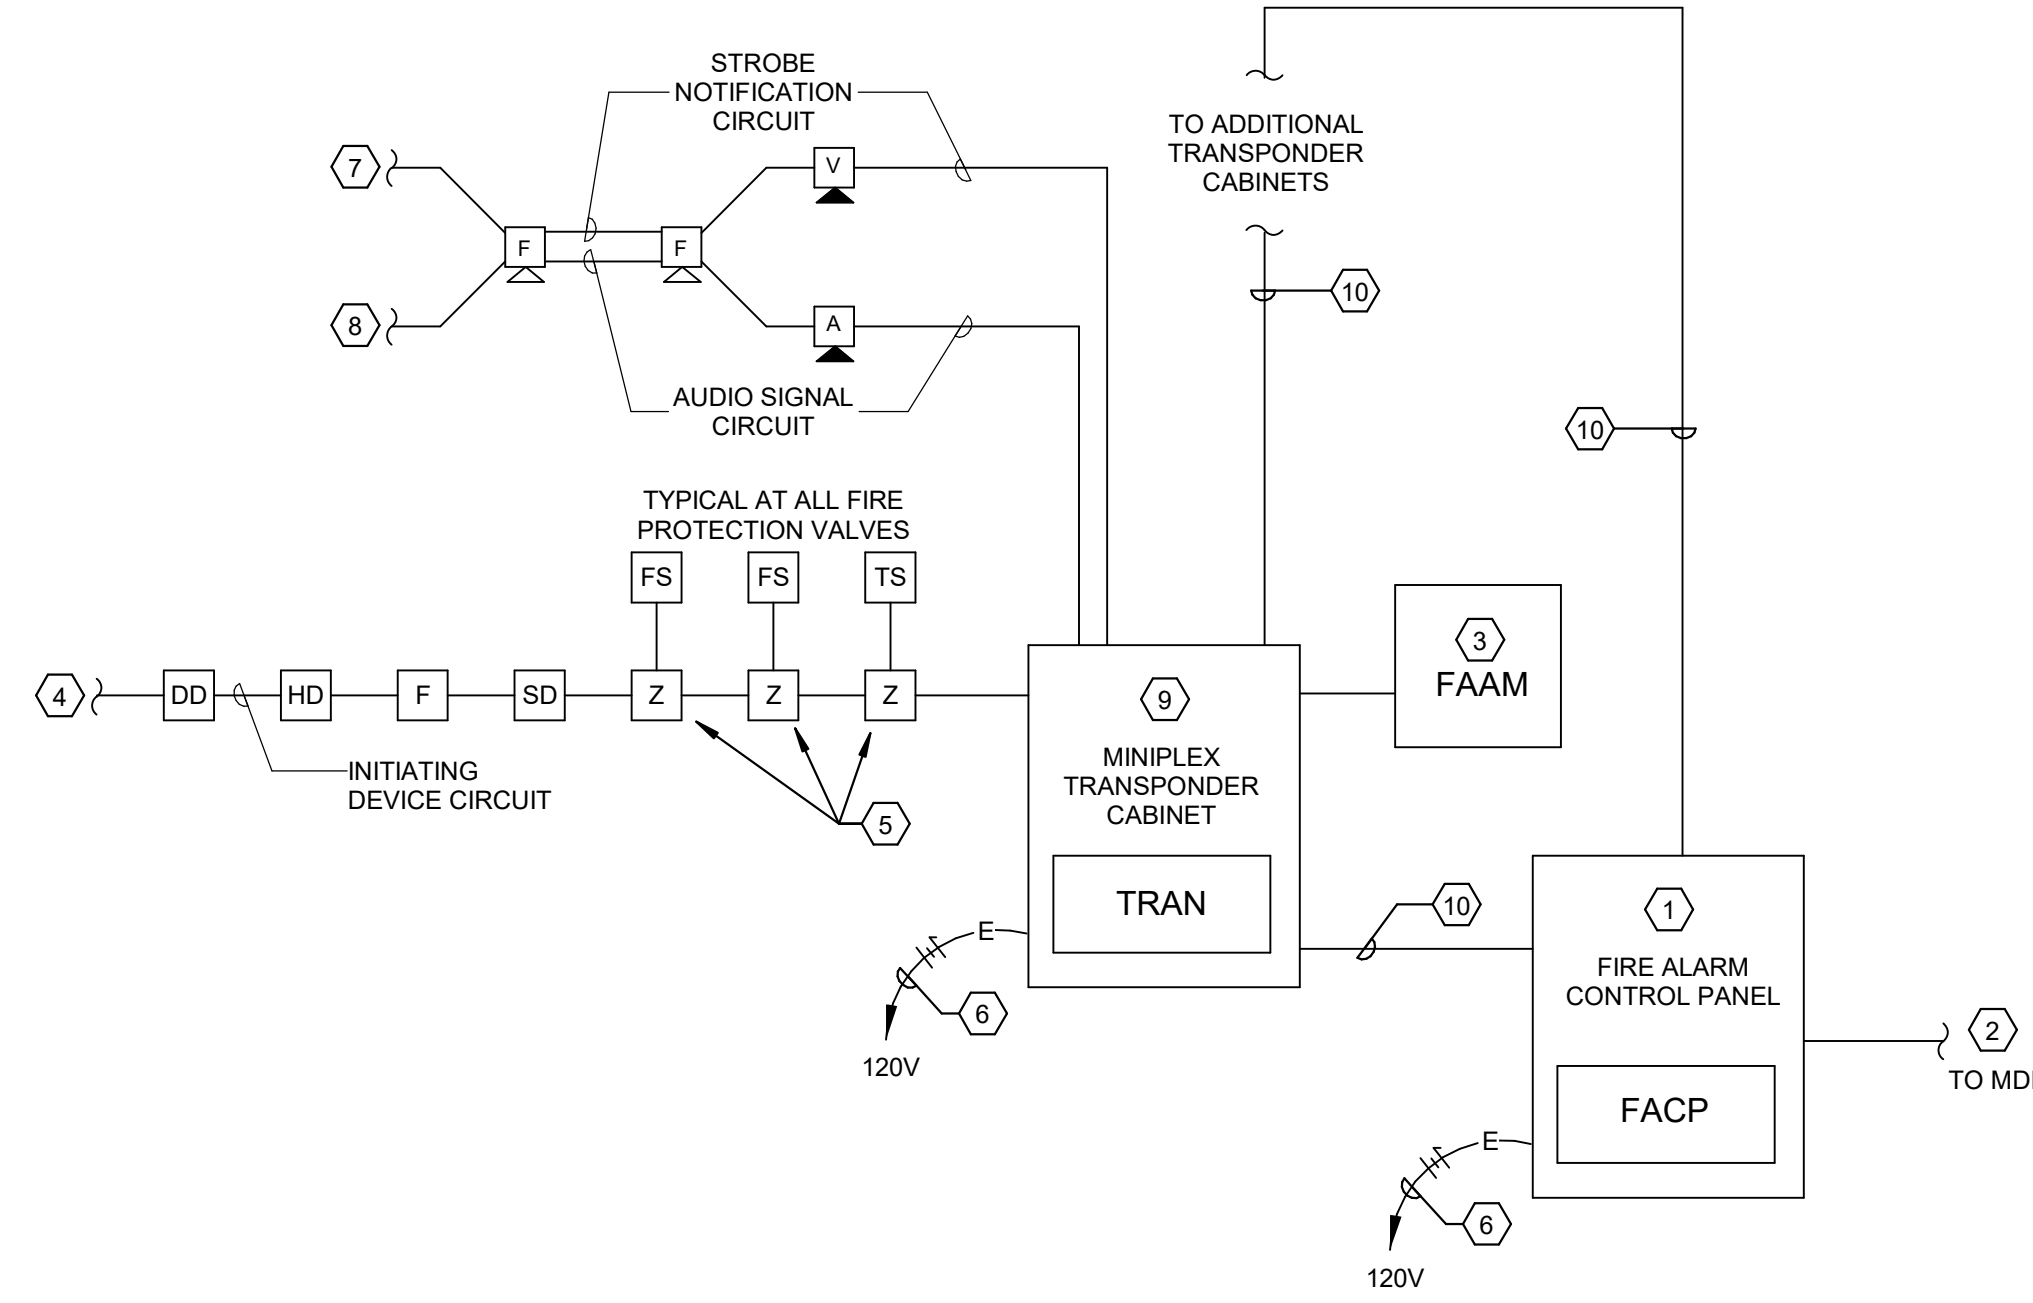 STROBE
NOTIFICATION
CIRCUIT
TO ADDITIONAL
TRANSPONDER
CABINETS
7
V
F
F
8
A
10
AUDIO SIGNAL
CIRCUIT
10
TYPICAL AT ALL FIRE
PROTECTION VALVES
FS
FS
TS
3
FAAM
4
DD
HD
F
SD
Z
Z
Z
9
MINIPLEX
TRANSPONDER
CABINET
INITIATING
DEVICE CIRCUIT
5
TRAN
10
1
FIRE ALARM
CONTROL PANEL
E
6
120V
2
TO MD
FACP
E
6
120V